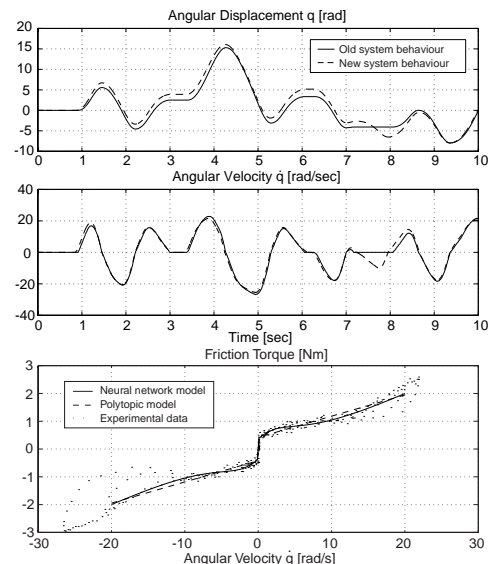 Angular Displacement q [rad]
20
15
10
5
0
-5
5
10
Old system behaviour
New system behaviour
0 1 2 3 4 5 6 7 8 9 10
Angular Velocity q̇ [rad/sec]
40
20
0
-20
-40
0 1 2 3 4 5 6 7 8 9 10
Time [sec]
Friction Torque [Nm]
3
2
1
0
-1
-2
-3
Neural network model
Polytopic model
Experimental data
-30 -20 -10 0 10 20 30
Angular Velocity q̇ [rad/s]